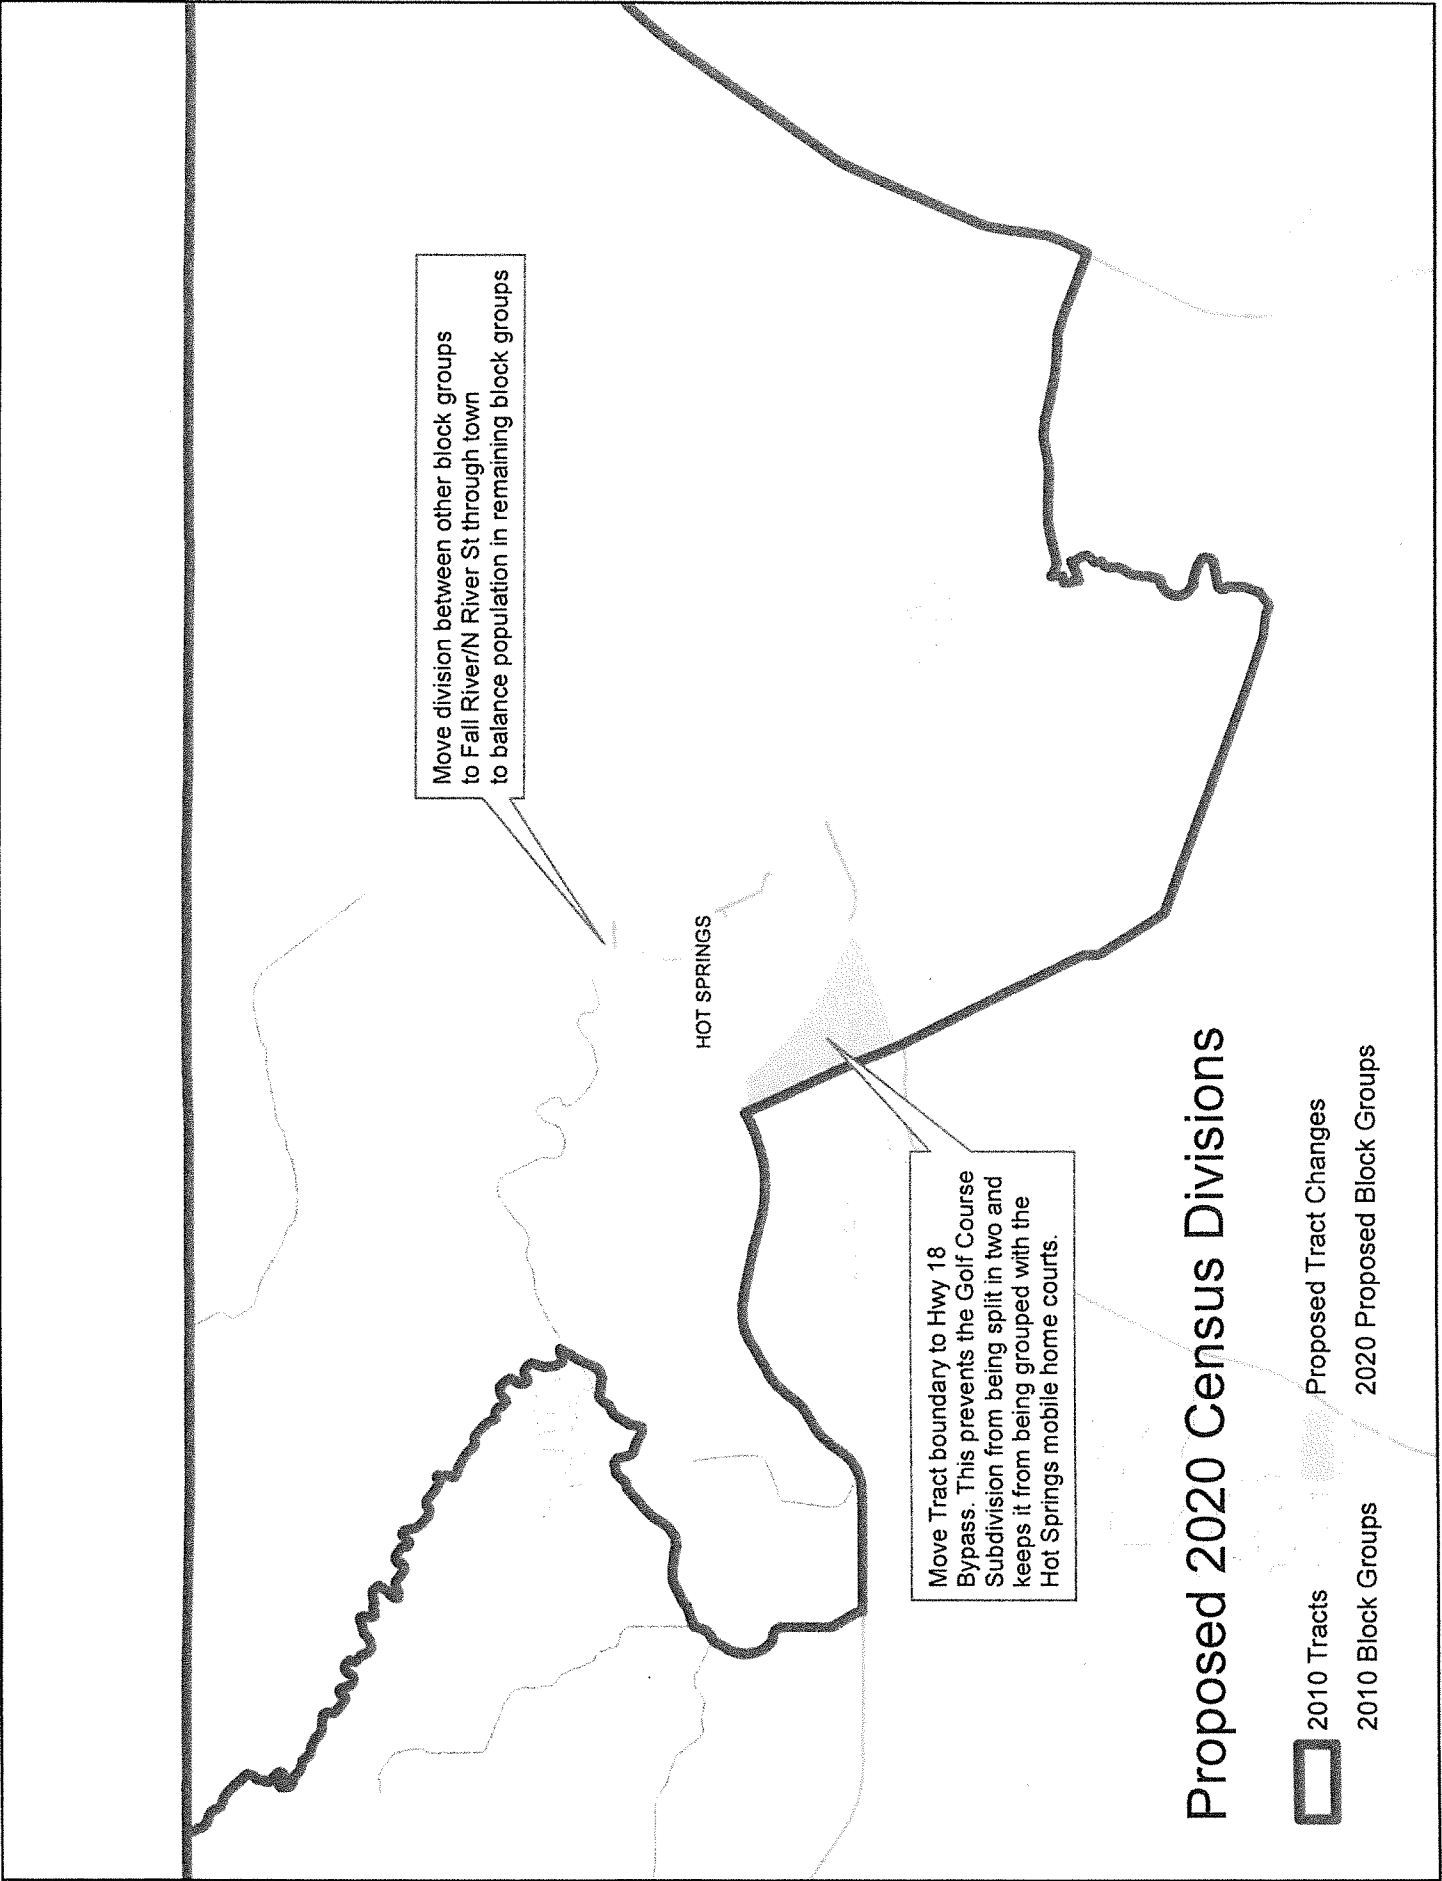 Move division between other block groups
to Fall River/N River St through town
to balance population in remaining block groups
HOT SPRINGS
Move Tract boundary to Hwy 18
Bypass. This prevents the Golf Course
Subdivision from being split in two and
keeps it from being grouped with the
Hot Springs mobile home courts.
Proposed 2020 Census Divisions
2010 Tracts
Proposed Tract Changes
2010 Block Groups
2020 Proposed Block Groups